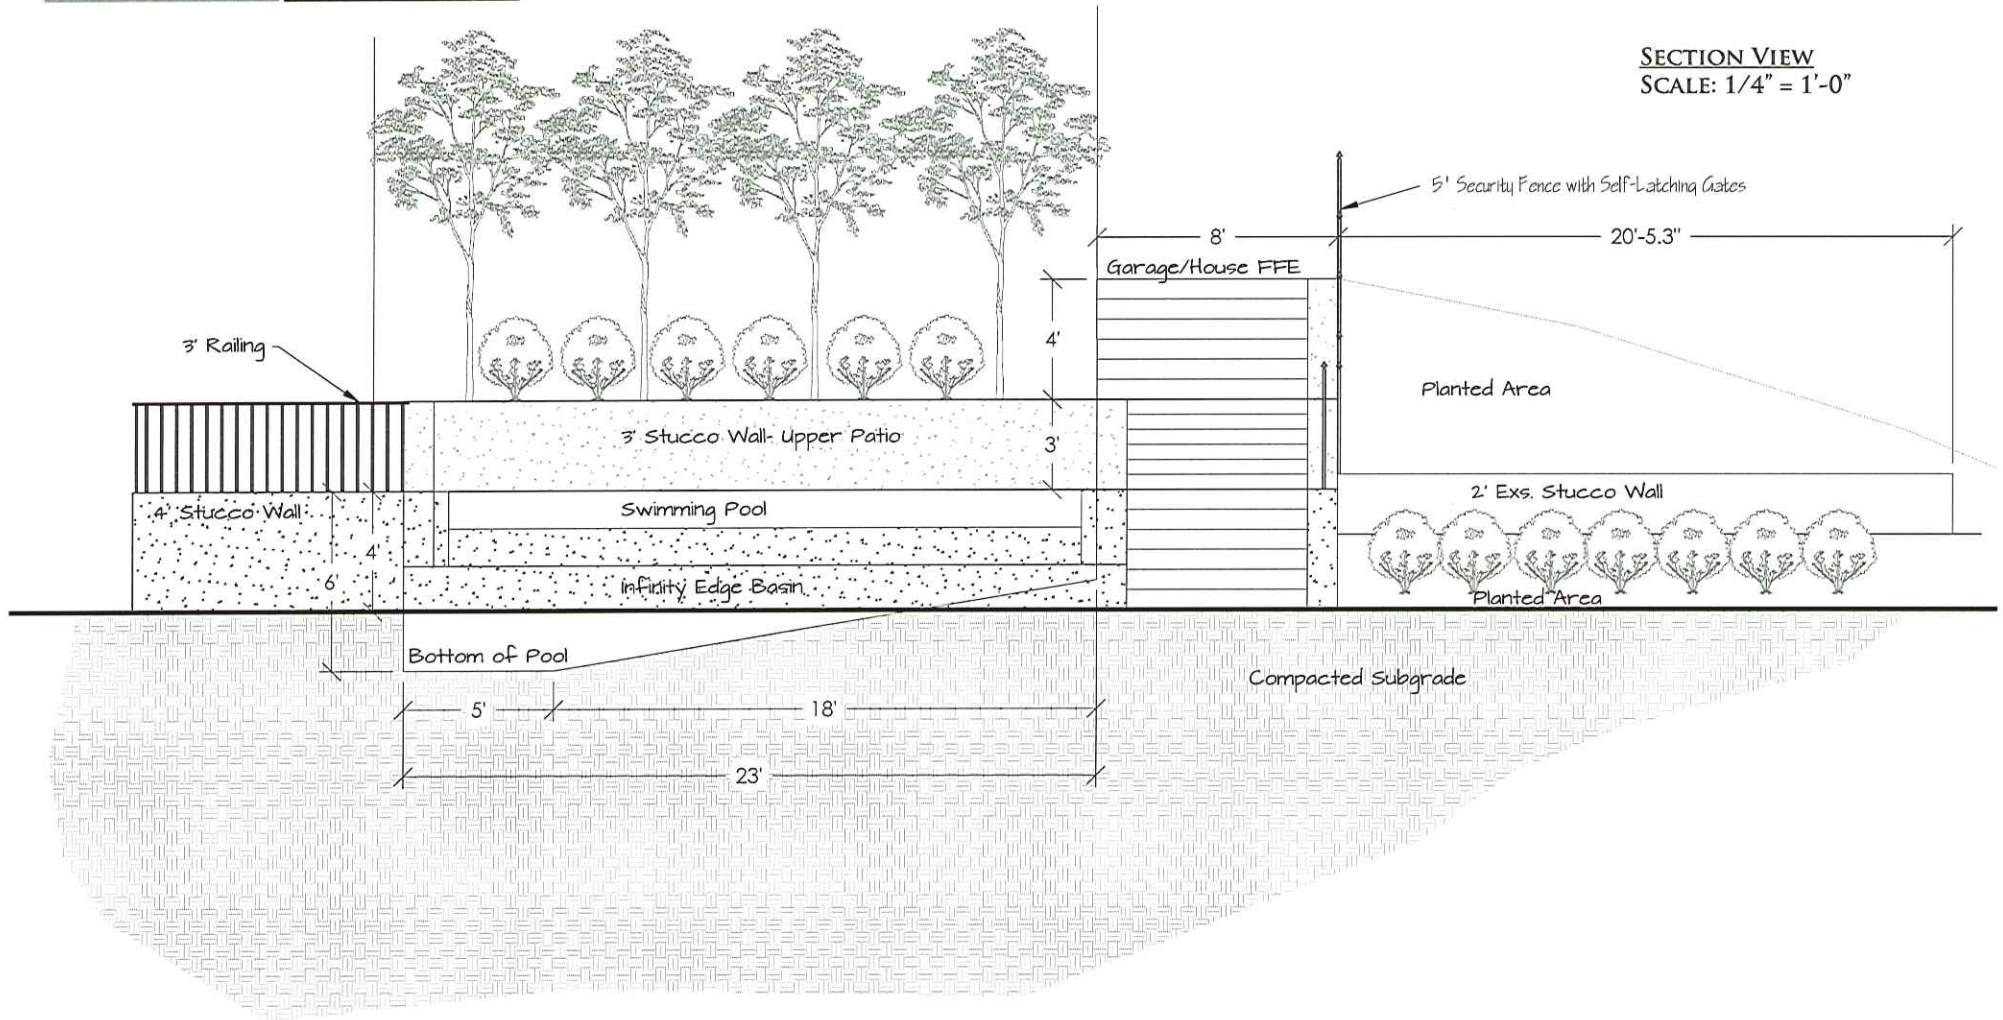 SECTION VIEW
SCALE: 1/4" = 1'-0"
5' Security Fence with Self-Latching Gates
8'
20'-5.3"
Garage/House FFE
4'
3' Railing
Planted Area
3' Stucco Wall- Upper Patio
3'
2' Exs. Stucco Wall
4' Stucco Wall
Swimming Pool
4'
6'
Infinity Edge Basin
Planted Area
Bottom of Pool
Compacted Subgrade
5'
18'
23'